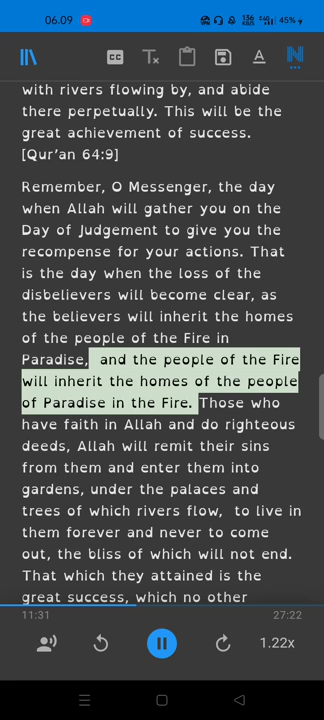 06.09
136
KB/S
45%
CC
with rivers flowing by, and abide
there perpetually. This will be the
great achievement of success.
[Qur’an 64:9]
Remember, O Messenger, the day
when Allah will gather you on the
Day of Judgement to give you the
recompense for your actions. That
is the day when the loss of the
disbelievers will become clear, as
the believers will inherit the homes
of the people of the Fire in
Paradise, and the people of the Fire
will inherit the homes of the people
of Paradise in the Fire. Those who
have faith in Allah and do righteous
deeds, Allah will remit their sins
from them and enter them into
gardens, under the palaces and
trees of which rivers flow, to live in
them forever and never to come
out, the bliss of which will not end.
That which they attained is the
great success, which no other
11:31
27:22
1.22x